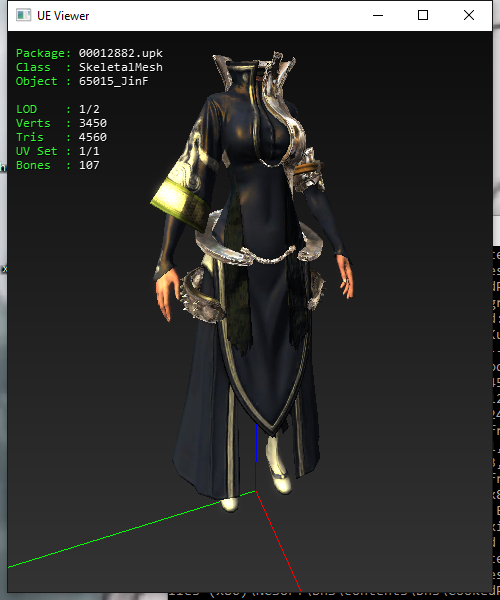 UE Viewer
Package: 00012882.upk
Class : SkeletalMesh
Object : 65015_JinF
LOD : 1/2
Verts : 3450
Tris : 4560
UV Set : 1/1
Bones : 107